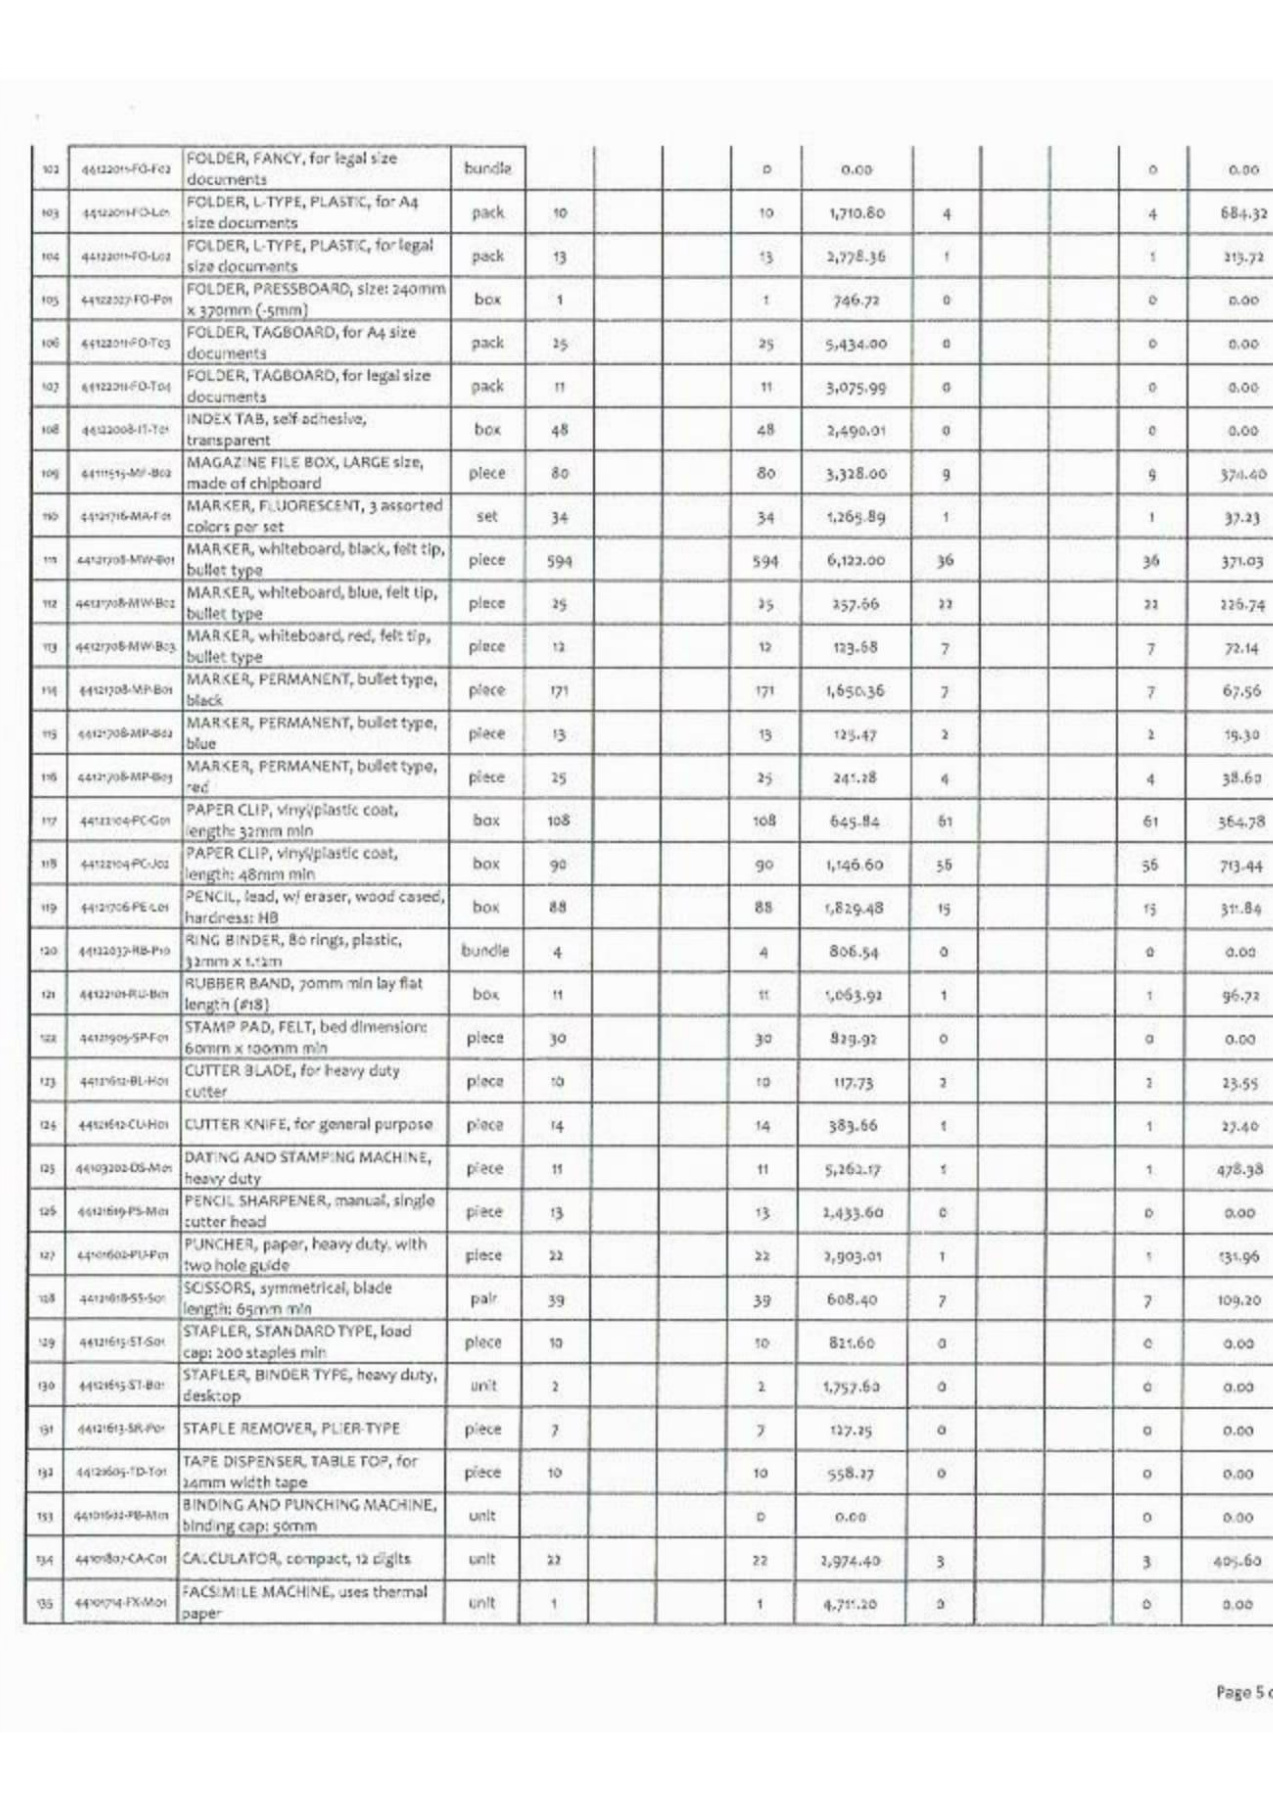 102 44122011-FO-F02 FOLDER, FANCY, for legal size documents bundle 0 0.00 0 0.00
103 44122011-FO-L01 FOLDER, L-TYPE, PLASTIC, for A4 size documents pack 10 10 1,710.80 4 4 684.32
104 44122011-FO-L02 FOLDER, L-TYPE, PLASTIC, for legal size documents pack 13 13 2,778.36 1 1 213.72
105 44122027-FO-P01 FOLDER, PRESSBOARD, size: 240mm x 370mm (-5mm) box 1 1 746.72 0 0 0.00
106 44122011-FO-T03 FOLDER, TAGBOARD, for A4 size documents pack 25 25 5,434.00 0 0 0.00
107 44122011-FO-T04 FOLDER, TAGBOARD, for legal size documents pack 11 11 3,075.99 0 0 0.00
108 44122008-IT-T01 INDEX TAB, self-adhesive, transparent box 48 48 2,490.01 0 0 0.00
109 44111515-MF-B02 MAGAZINE FILE BOX, LARGE size, made of chipboard piece 80 80 3,328.00 9 9 374.40
110 44121716-MA-F01 MARKER, FLUORESCENT, 3 assorted colors per set set 34 34 1,265.89 1 1 37.23
111 44121708-MW-B01 MARKER, whiteboard, black, felt tip, bullet type piece 594 594 6,122.00 36 36 371.03
112 44121708-MW-B02 MARKER, whiteboard, blue, felt tip, bullet type piece 25 25 257.66 22 22 226.74
113 44121708-MW-B03 MARKER, whiteboard, red, felt tip, bullet type piece 12 12 123.68 7 7 72.14
114 44121708-MP-B01 MARKER, PERMANENT, bullet type, black piece 171 171 1,650.36 7 7 67.56
115 44121708-MP-B02 MARKER, PERMANENT, bullet type, blue piece 13 13 125.47 2 2 19.30
116 44121708-MP-B03 MARKER, PERMANENT, bullet type, red piece 25 25 241.28 4 4 38.60
117 44122104-PC-G01 PAPER CLIP, vinyl/plastic coat, length: 32mm min box 108 108 645.84 61 61 364.78
118 44122104-PC-J02 PAPER CLIP, vinyl/plastic coat, length: 48mm min box 90 90 1,146.60 56 56 713.44
119 44121706-PE-L01 PENCIL, lead, w/ eraser, wood cased, hardness: HB box 88 88 1,829.48 15 15 311.84
120 44122037-RB-P10 RING BINDER, 80 rings, plastic, 32mm x 1.12m bundle 4 4 806.54 0 0 0.00
121 44122101-RU-B01 RUBBER BAND, 70mm min lay flat length (#18) box 11 11 1,063.92 1 1 96.72
122 44121905-SP-F01 STAMP PAD, FELT, bed dimension: 60mm x 100mm min piece 30 30 829.92 0 0 0.00
123 44121612-BL-H01 CUTTER BLADE, for heavy duty cutter piece 10 10 117.73 2 2 23.55
124 44121612-CU-H01 CUTTER KNIFE, for general purpose piece 14 14 383.66 1 1 27.40
125 44103202-DS-M01 DATING AND STAMPING MACHINE, heavy duty piece 11 11 5,262.17 1 1 478.38
126 44121619-PS-M01 PENCIL SHARPENER, manual, single cutter head piece 13 13 2,433.60 0 0 0.00
127 44101602-PU-P01 PUNCHER, paper, heavy duty, with two hole guide piece 22 22 2,903.01 1 1 131.96
128 44121618-SS-S01 SCISSORS, symmetrical, blade length: 65mm min pair 39 39 608.40 7 7 109.20
129 44121615-ST-S01 STAPLER, STANDARD TYPE, load cap: 200 staples min piece 10 10 821.60 0 0 0.00
130 44121615-ST-B01 STAPLER, BINDER TYPE, heavy duty, desktop unit 2 2 1,757.60 0 0 0.00
131 44121613-SR-P01 STAPLE REMOVER, PLIER-TYPE piece 7 7 127.25 0 0 0.00
132 44121605-TD-T01 TAPE DISPENSER, TABLE TOP, for 24mm width tape piece 10 10 558.27 0 0 0.00
133 44101602-PB-M01 BINDING AND PUNCHING MACHINE, binding cap: 50mm unit 0 0.00 0 0.00
134 44101807-CA-C01 CALCULATOR, compact, 12 digits unit 22 22 2,974.40 3 3 405.60
135 44101714-FX-M01 FACSIMILE MACHINE, uses thermal paper unit 1 1 4,711.20 0 0 0.00
Page 5